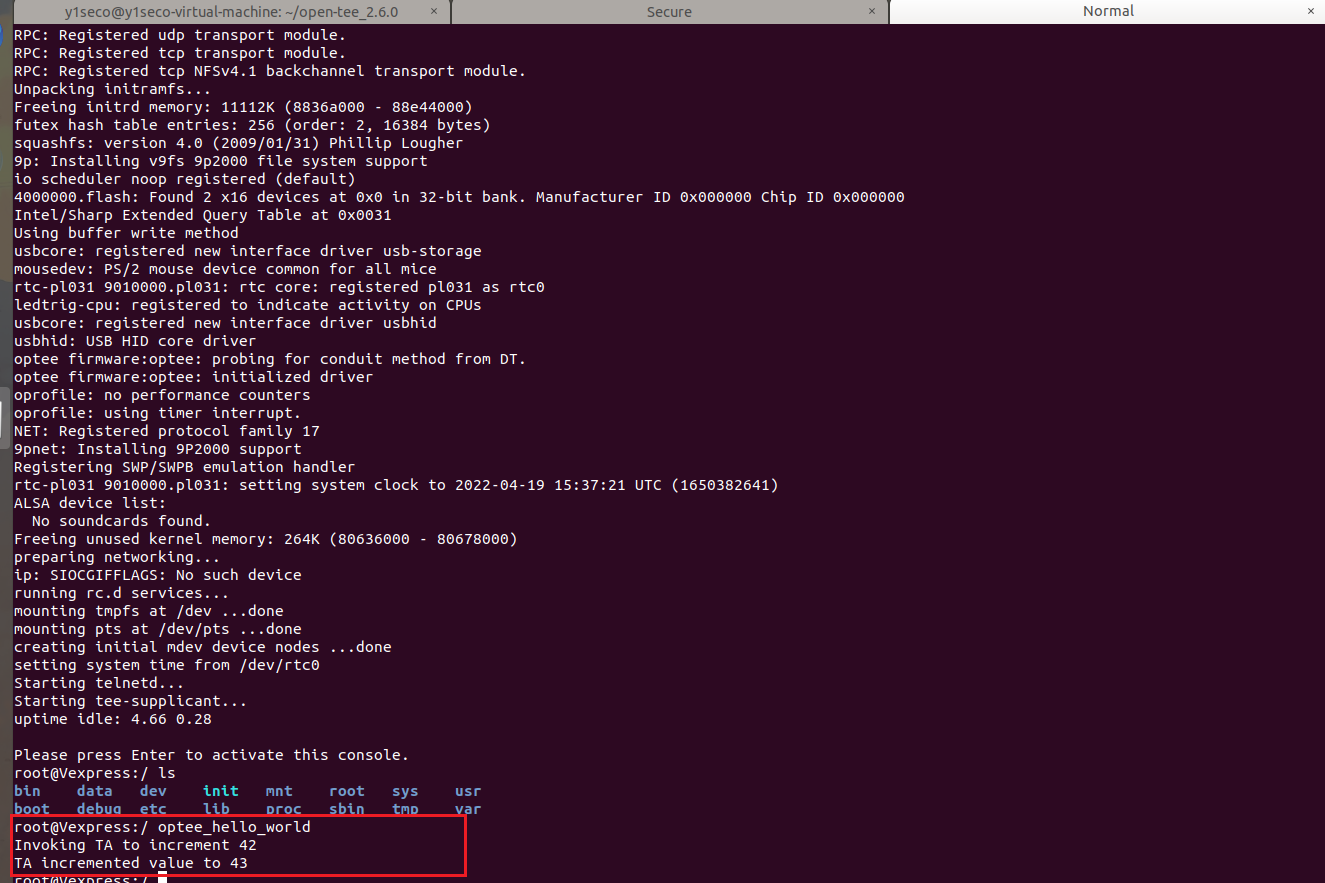 y1seco@y1seco-virtual-machine: ~/open-tee_2.6.0 × Secure × Normal ×
RPC: Registered udp transport module.
RPC: Registered tcp transport module.
RPC: Registered tcp NFSv4.1 backchannel transport module.
Unpacking initramfs...
Freeing initrd memory: 11112K (8836a000 - 88e44000)
futex hash table entries: 256 (order: 2, 16384 bytes)
squashfs: version 4.0 (2009/01/31) Phillip Lougher
9p: Installing v9fs 9p2000 file system support
io scheduler noop registered (default)
4000000.flash: Found 2 x16 devices at 0x0 in 32-bit bank. Manufacturer ID 0x000000 Chip ID 0x000000
Intel/Sharp Extended Query Table at 0x0031
Using buffer write method
usbcore: registered new interface driver usb-storage
mousedev: PS/2 mouse device common for all mice
rtc-pl031 9010000.pl031: rtc core: registered pl031 as rtc0
ledtrig-cpu: registered to indicate activity on CPUs
usbcore: registered new interface driver usbhid
usbhid: USB HID core driver
optee firmware:optee: probing for conduit method from DT.
optee firmware:optee: initialized driver
oprofile: no performance counters
oprofile: using timer interrupt.
NET: Registered protocol family 17
9pnet: Installing 9P2000 support
Registering SWP/SWPB emulation handler
rtc-pl031 9010000.pl031: setting system clock to 2022-04-19 15:37:21 UTC (1650382641)
ALSA device list:
  No soundcards found.
Freeing unused kernel memory: 264K (80636000 - 80678000)
preparing networking...
ip: SIOCGIFFLAGS: No such device
running rc.d services...
mounting tmpfs at /dev ...done
mounting pts at /dev/pts ...done
creating initial mdev device nodes ...done
setting system time from /dev/rtc0
Starting telnetd...
Starting tee-supplicant...
uptime idle: 4.66 0.28
Please press Enter to activate this console.
root@Vexpress:/ ls
bin    data   dev    init   mnt    root   sys    usr
boot   debug  etc    lib    proc   sbin   tmp    var
root@Vexpress:/ optee_hello_world
Invoking TA to increment 42
TA incremented value to 43
root@Vexpress:/